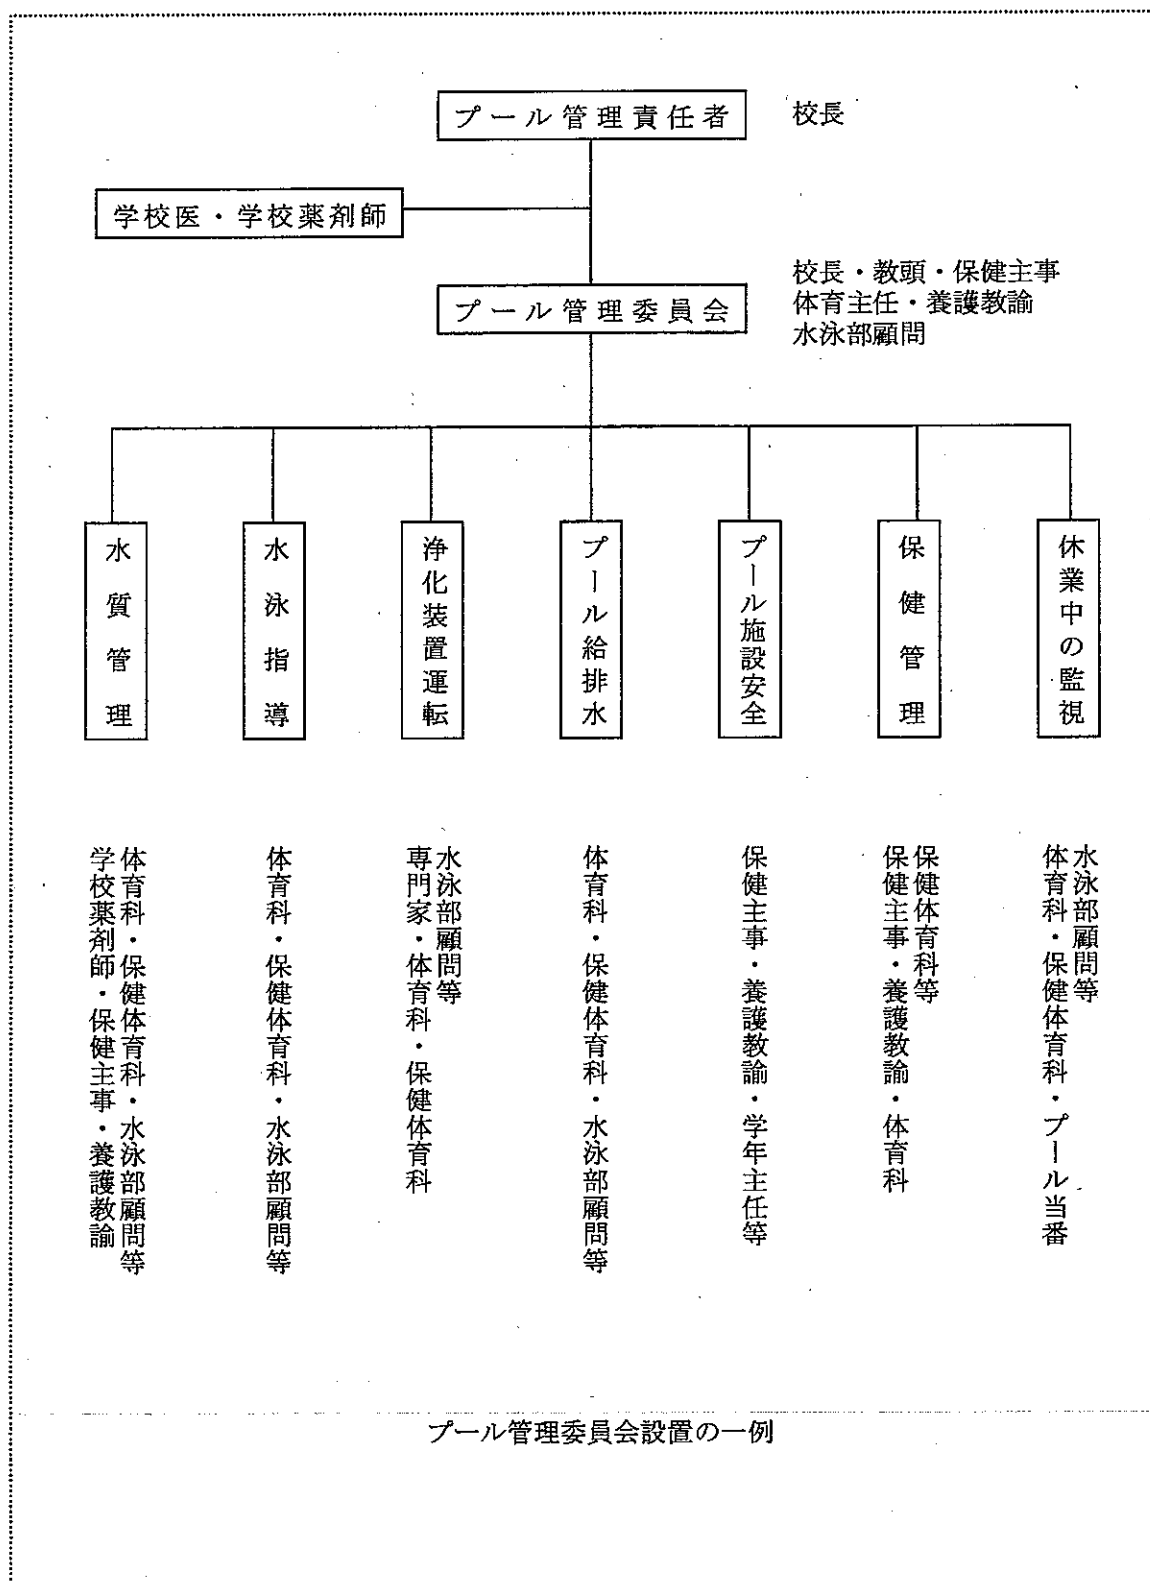 プール管理責任者
校長
学校医・学校薬剤師
プール管理委員会
校長・教頭・保健主事
体育主任・養護教諭
水泳部顧問
水質管理
水泳指導
浄化装置運転
プール給排水
プール施設安全
保健管理
休業中の監視
学校薬剤師・保健主事・養護教諭
体育科・保健体育科・水泳部顧問等
体育科・保健体育科・水泳部顧問等
専門家・体育科・保健体育科
水泳部顧問等
体育科・保健体育科・水泳部顧問等
保健主事・養護教諭・学年主任等
保健主事・養護教諭・体育科
保健体育科等
体育科・保健体育科・プール当番
水泳部顧問等
プール管理委員会設置の一例